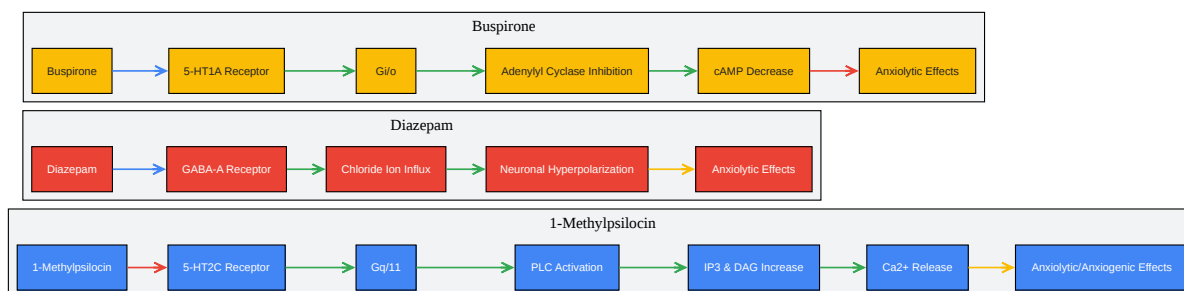 Buspirone
Buspirone
5-HT1A Receptor
Gi/o
Adenylyl Cyclase Inhibition
cAMP Decrease
Anxiolytic Effects
Diazepam
Diazepam
GABA-A Receptor
Chloride Ion Influx
Neuronal Hyperpolarization
Anxiolytic Effects
1-Methylpsilocin
1-Methylpsilocin
5-HT2C Receptor
Gq/11
PLC Activation
IP3 & DAG Increase
Ca2+ Release
Anxiolytic/Anxiogenic Effects